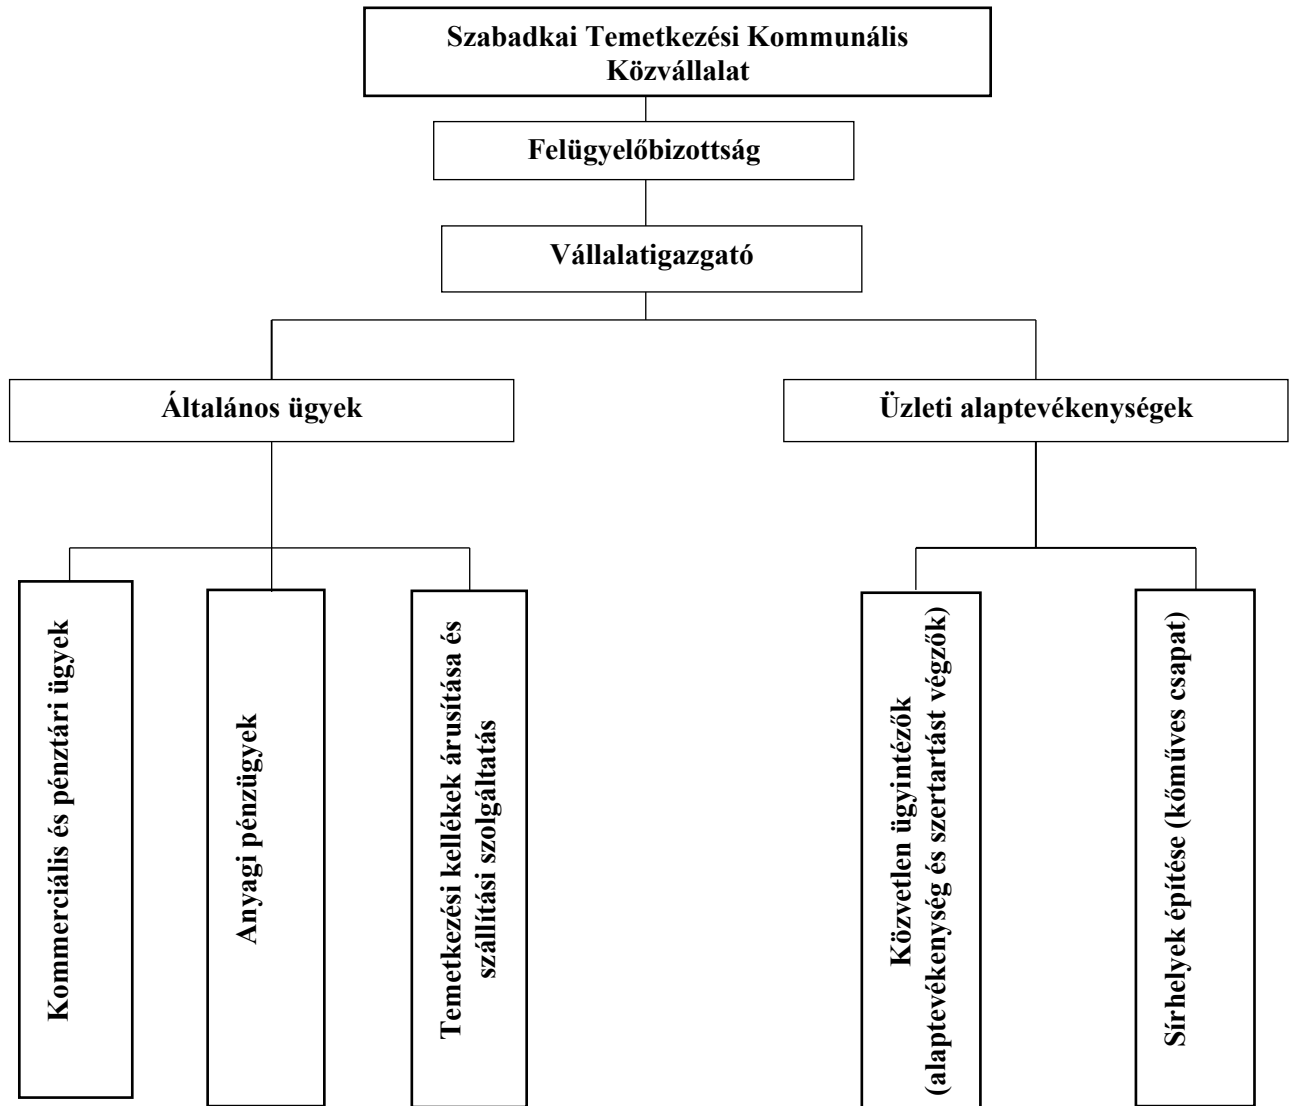 Szabadkai Temetkezési Kommunális
Közvállalat
Felügyelőbizottság
Vállalatigazgató
Általános ügyek
Üzleti alaptevékenységek
Kommerciális és pénztári ügyek
Anyagi pénzügyek
Temetkezési kellékek árusítása és
szállítási szolgáltatás
Közvetlen ügyintézők
(alaptevékenység és szertartást végzők)
Sírhelyek építése (kőműves csapat)